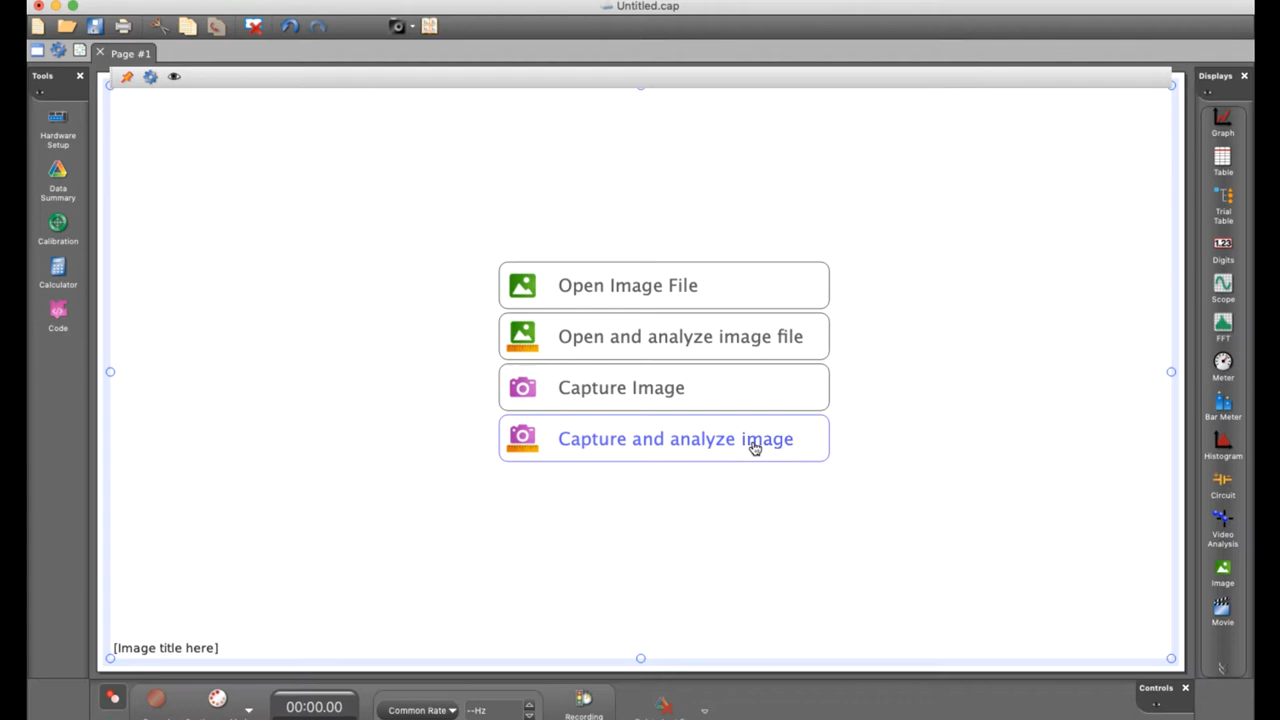 Untitled.cap
Page #1
Tools
Displays
Hardware
Setup
Data
Summary
Calibration
Calculator
Code
Open Image File
Open and analyze image file
Capture Image
Capture and analyze image
[Image title here]
Graph
Table
Trial
Table
1.23
Digits
Scope
FFT
Meter
Bar Meter
Histogram
Circuit
Video
Analysis
Image
Movie
Controls
00:00.00
Common Rate
--Hz
Recording